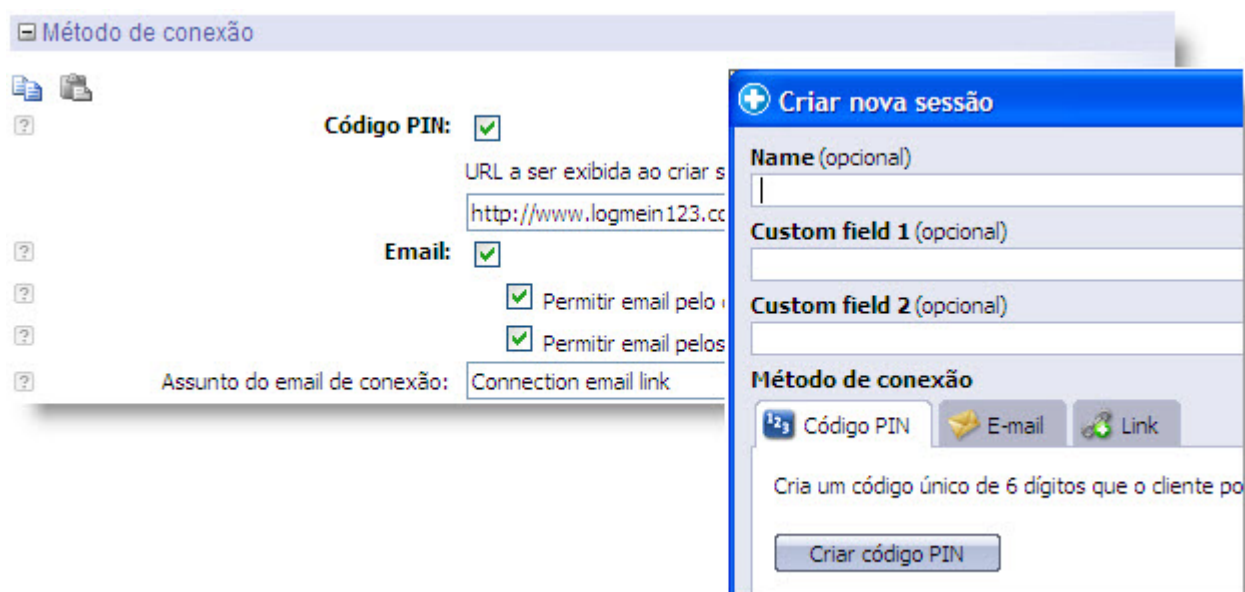 Método de conexão
Código PIN:
URL a ser exibida ao criar
http://www.logmein123.
Email:
Permitir email pelo
Permitir email pelos
Assunto do email de conexão: Connection email link
Criar nova sessão
Name (opcional)
Custom field 1 (opcional)
Custom field 2 (opcional)
Método de conexão
123 Código PIN E-mail Link
Cria um código único de 6 dígitos que o cliente
Criar código PIN